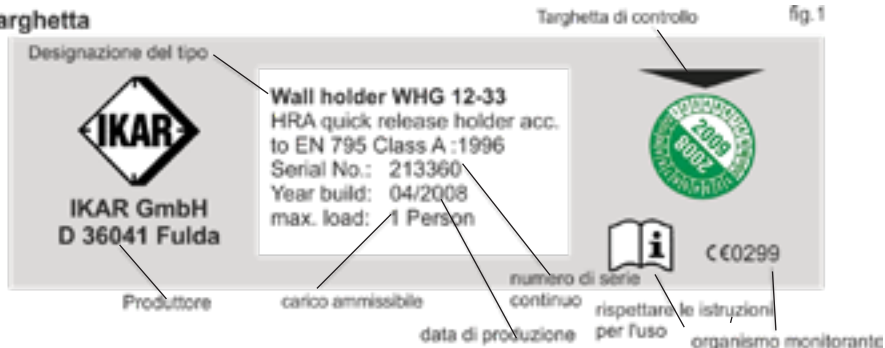 arghetta
Targhetta di controllo
fig.1
Designazione del tipo
IKAR
IKAR GmbH
D 36041 Fulda
Wall holder WHG 12-33
HRA quick release holder acc.
to EN 795 Class A :1996
Serial No.: 213360
Year build: 04/2008
max. load: 1 Person
2009
2008
i
C€0299
Produttore
carico ammissibile
numero di serie
continuo
data di produzione
rispettare le istruzioni
per l'uso
organismo monitorante